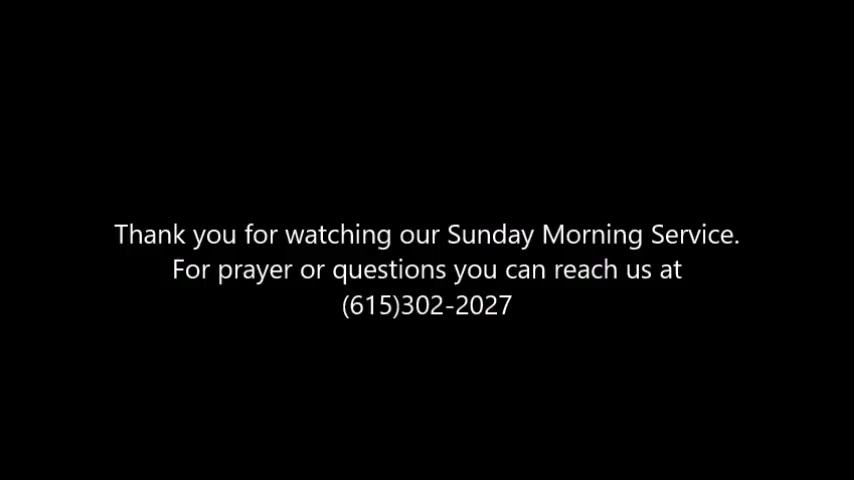 Thank you for watching our Sunday Morning Service.
For prayer or questions you can reach us at
(615)302-2027